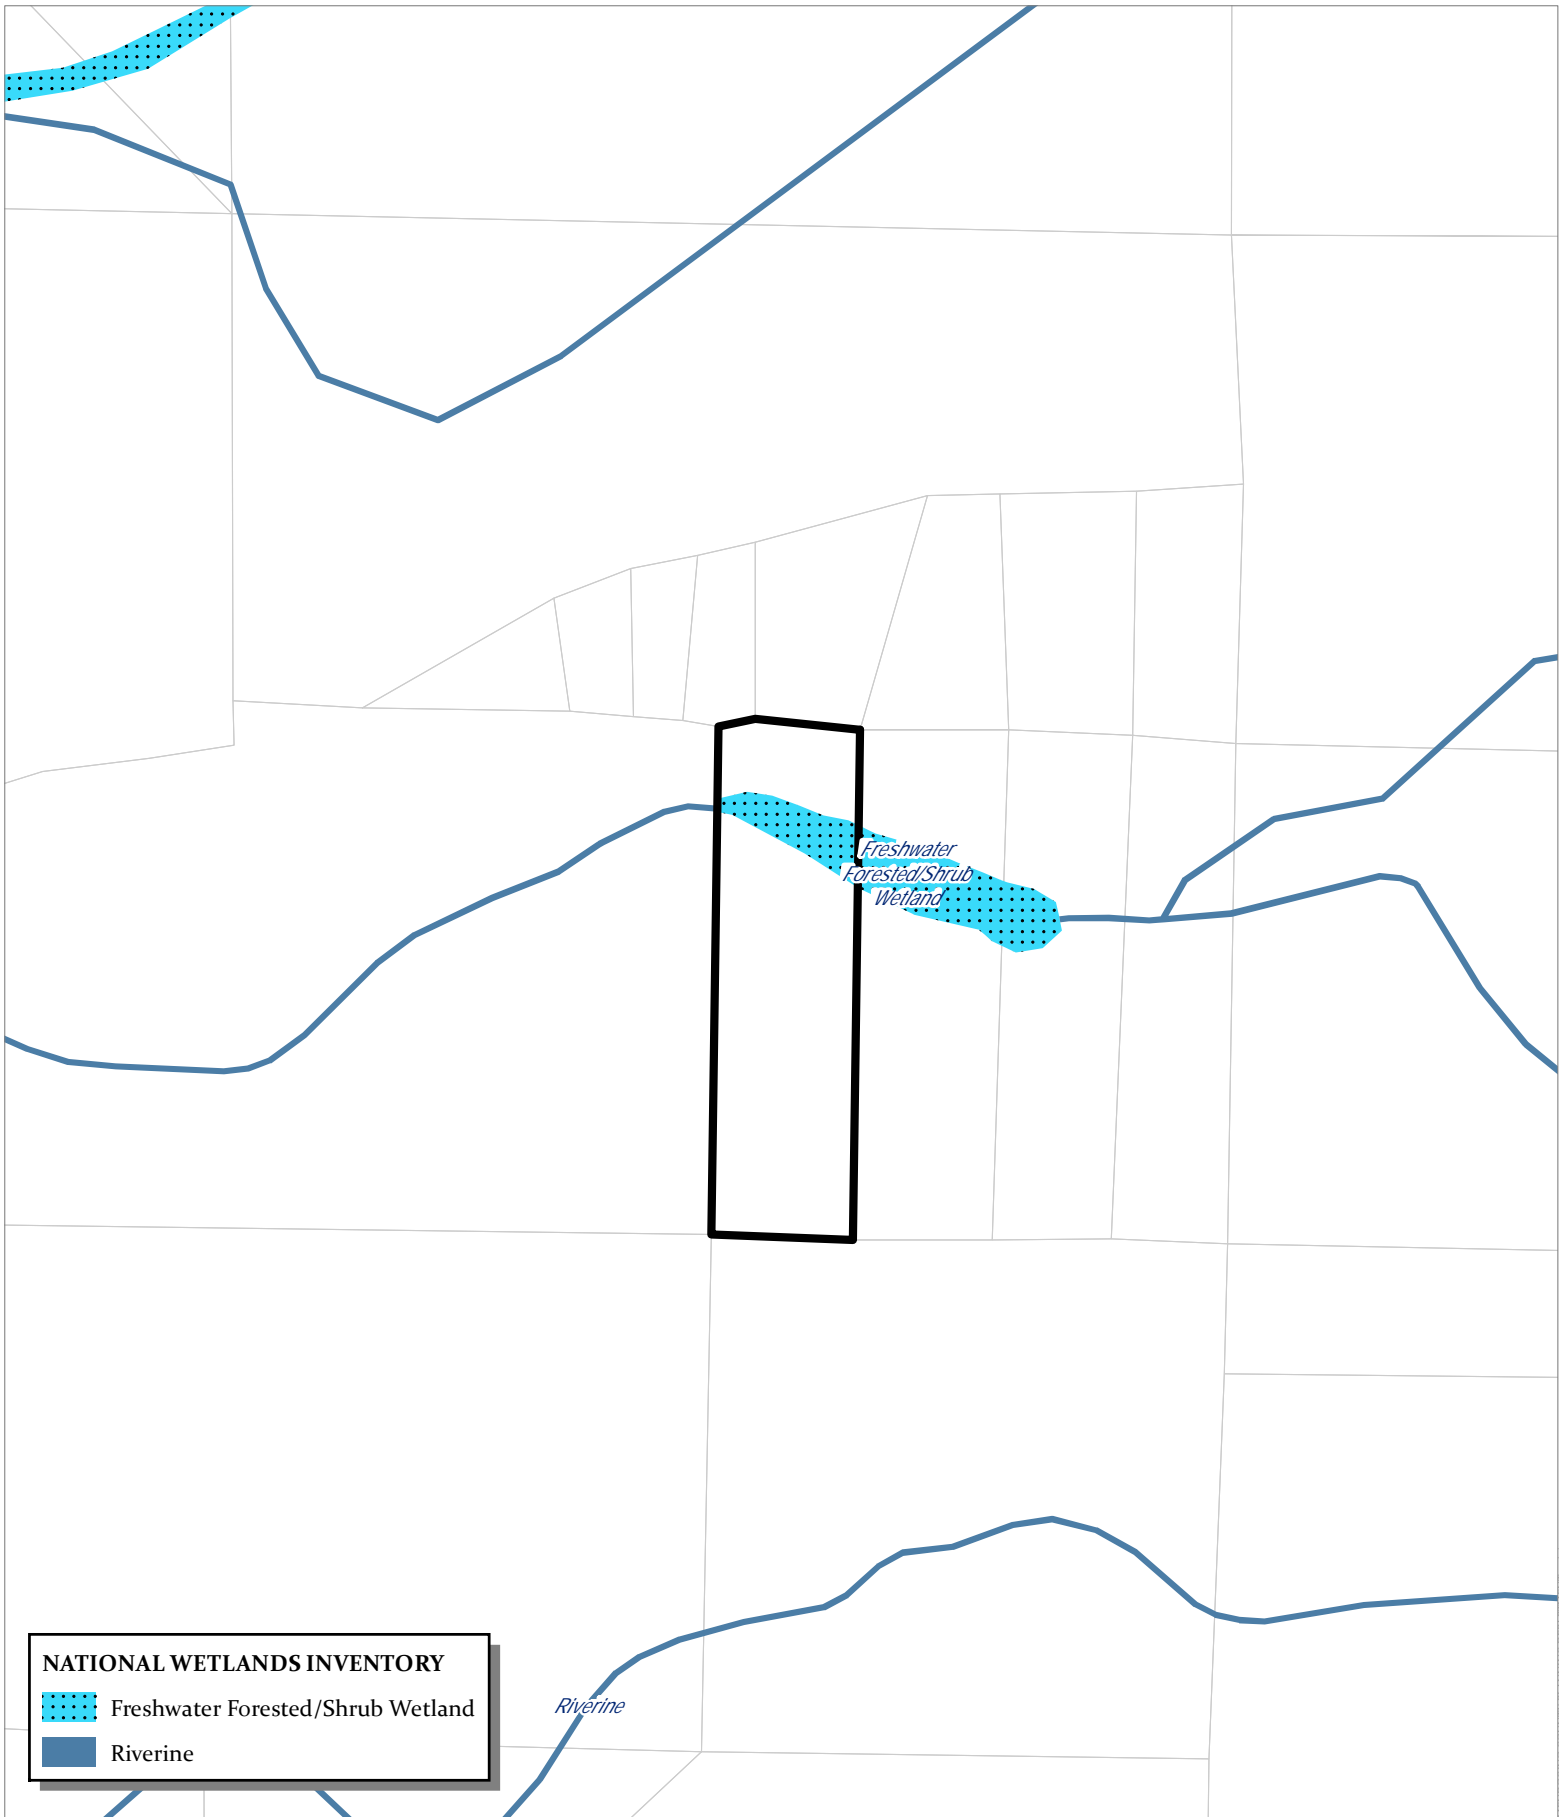 Freshwater
Forested/Shrub
Wetland
NATIONAL WETLANDS INVENTORY
Freshwater Forested/Shrub Wetland
Riverine
Riverine